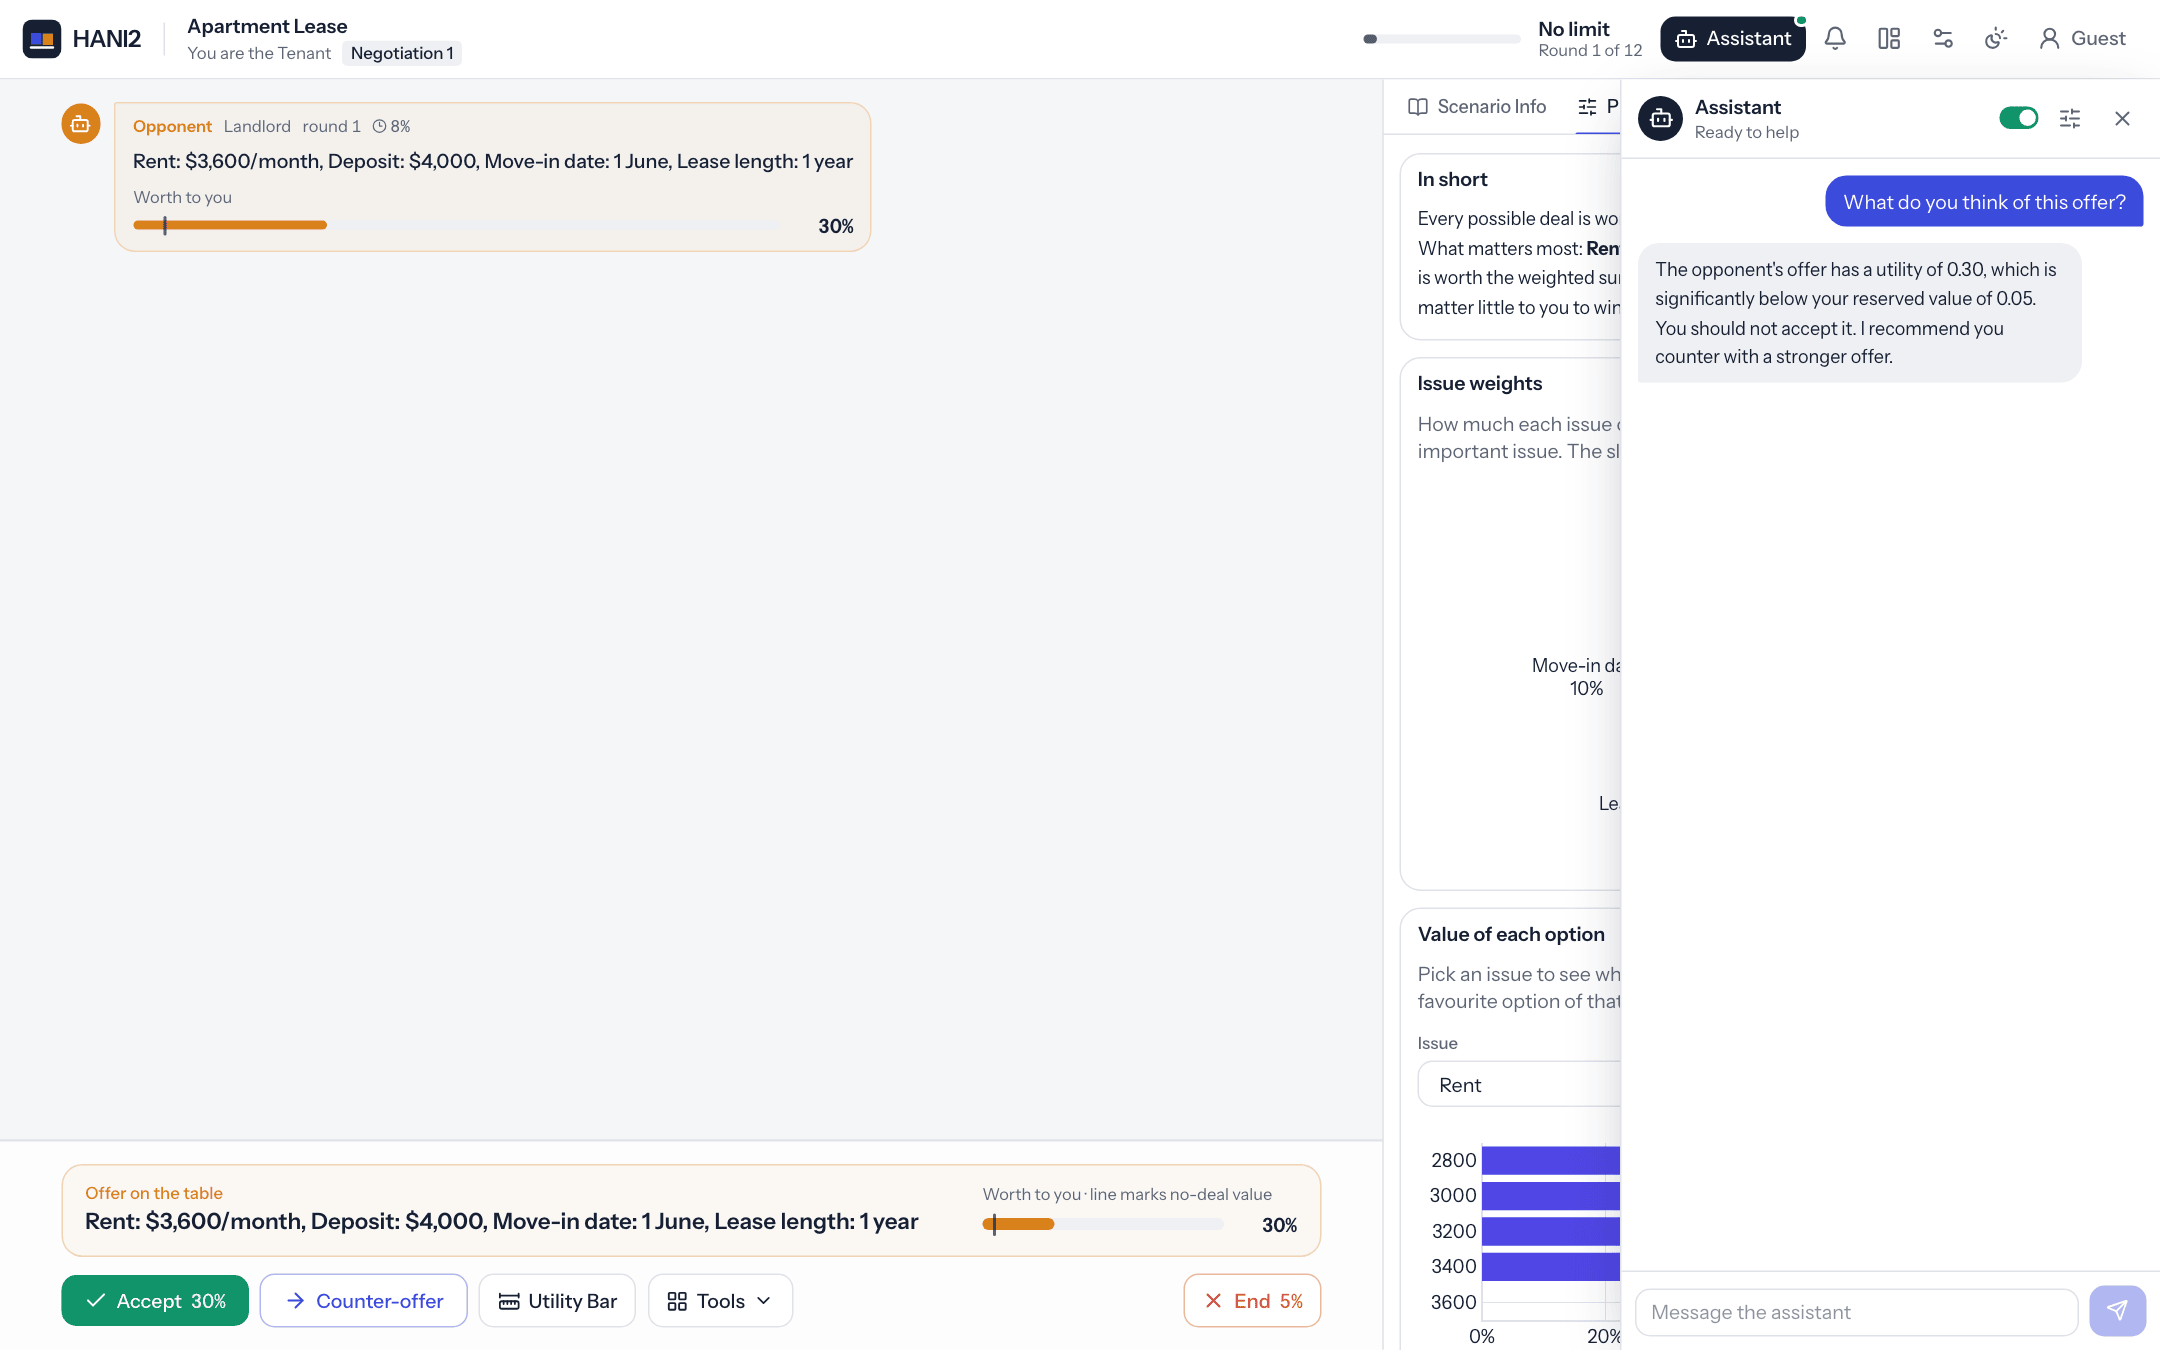 HANI2
Apartment Lease
You are the Tenant Negotiation 1
No limit
Round 1 of 12
Assistant
Guest
Opponent Landlord round 1 8%
Rent: $3,600/month, Deposit: $4,000, Move-in date: 1 June, Lease length: 1 year
Worth to you
30%
Offer on the table
Rent: $3,600/month, Deposit: $4,000, Move-in date: 1 June, Lease length: 1 year
Worth to you · line marks no-deal value
30%
Accept 30%
Counter-offer
Utility Bar
Tools
End 5%
Scenario Info
P
In short
Every possible deal is wo
What matters most: Ren
is worth the weighted su
matter little to you to win
Issue weights
How much each issue
important issue. The sl
Move-in da
10%
Le
Value of each option
Pick an issue to see wh
favourite option of that
Issue
Rent
2800
3000
3200
3400
3600
0% 20%
Assistant
Ready to help
What do you think of this offer?
The opponent's offer has a utility of 0.30, which is
significantly below your reserved value of 0.05.
You should not accept it. I recommend you
counter with a stronger offer.
Message the assistant